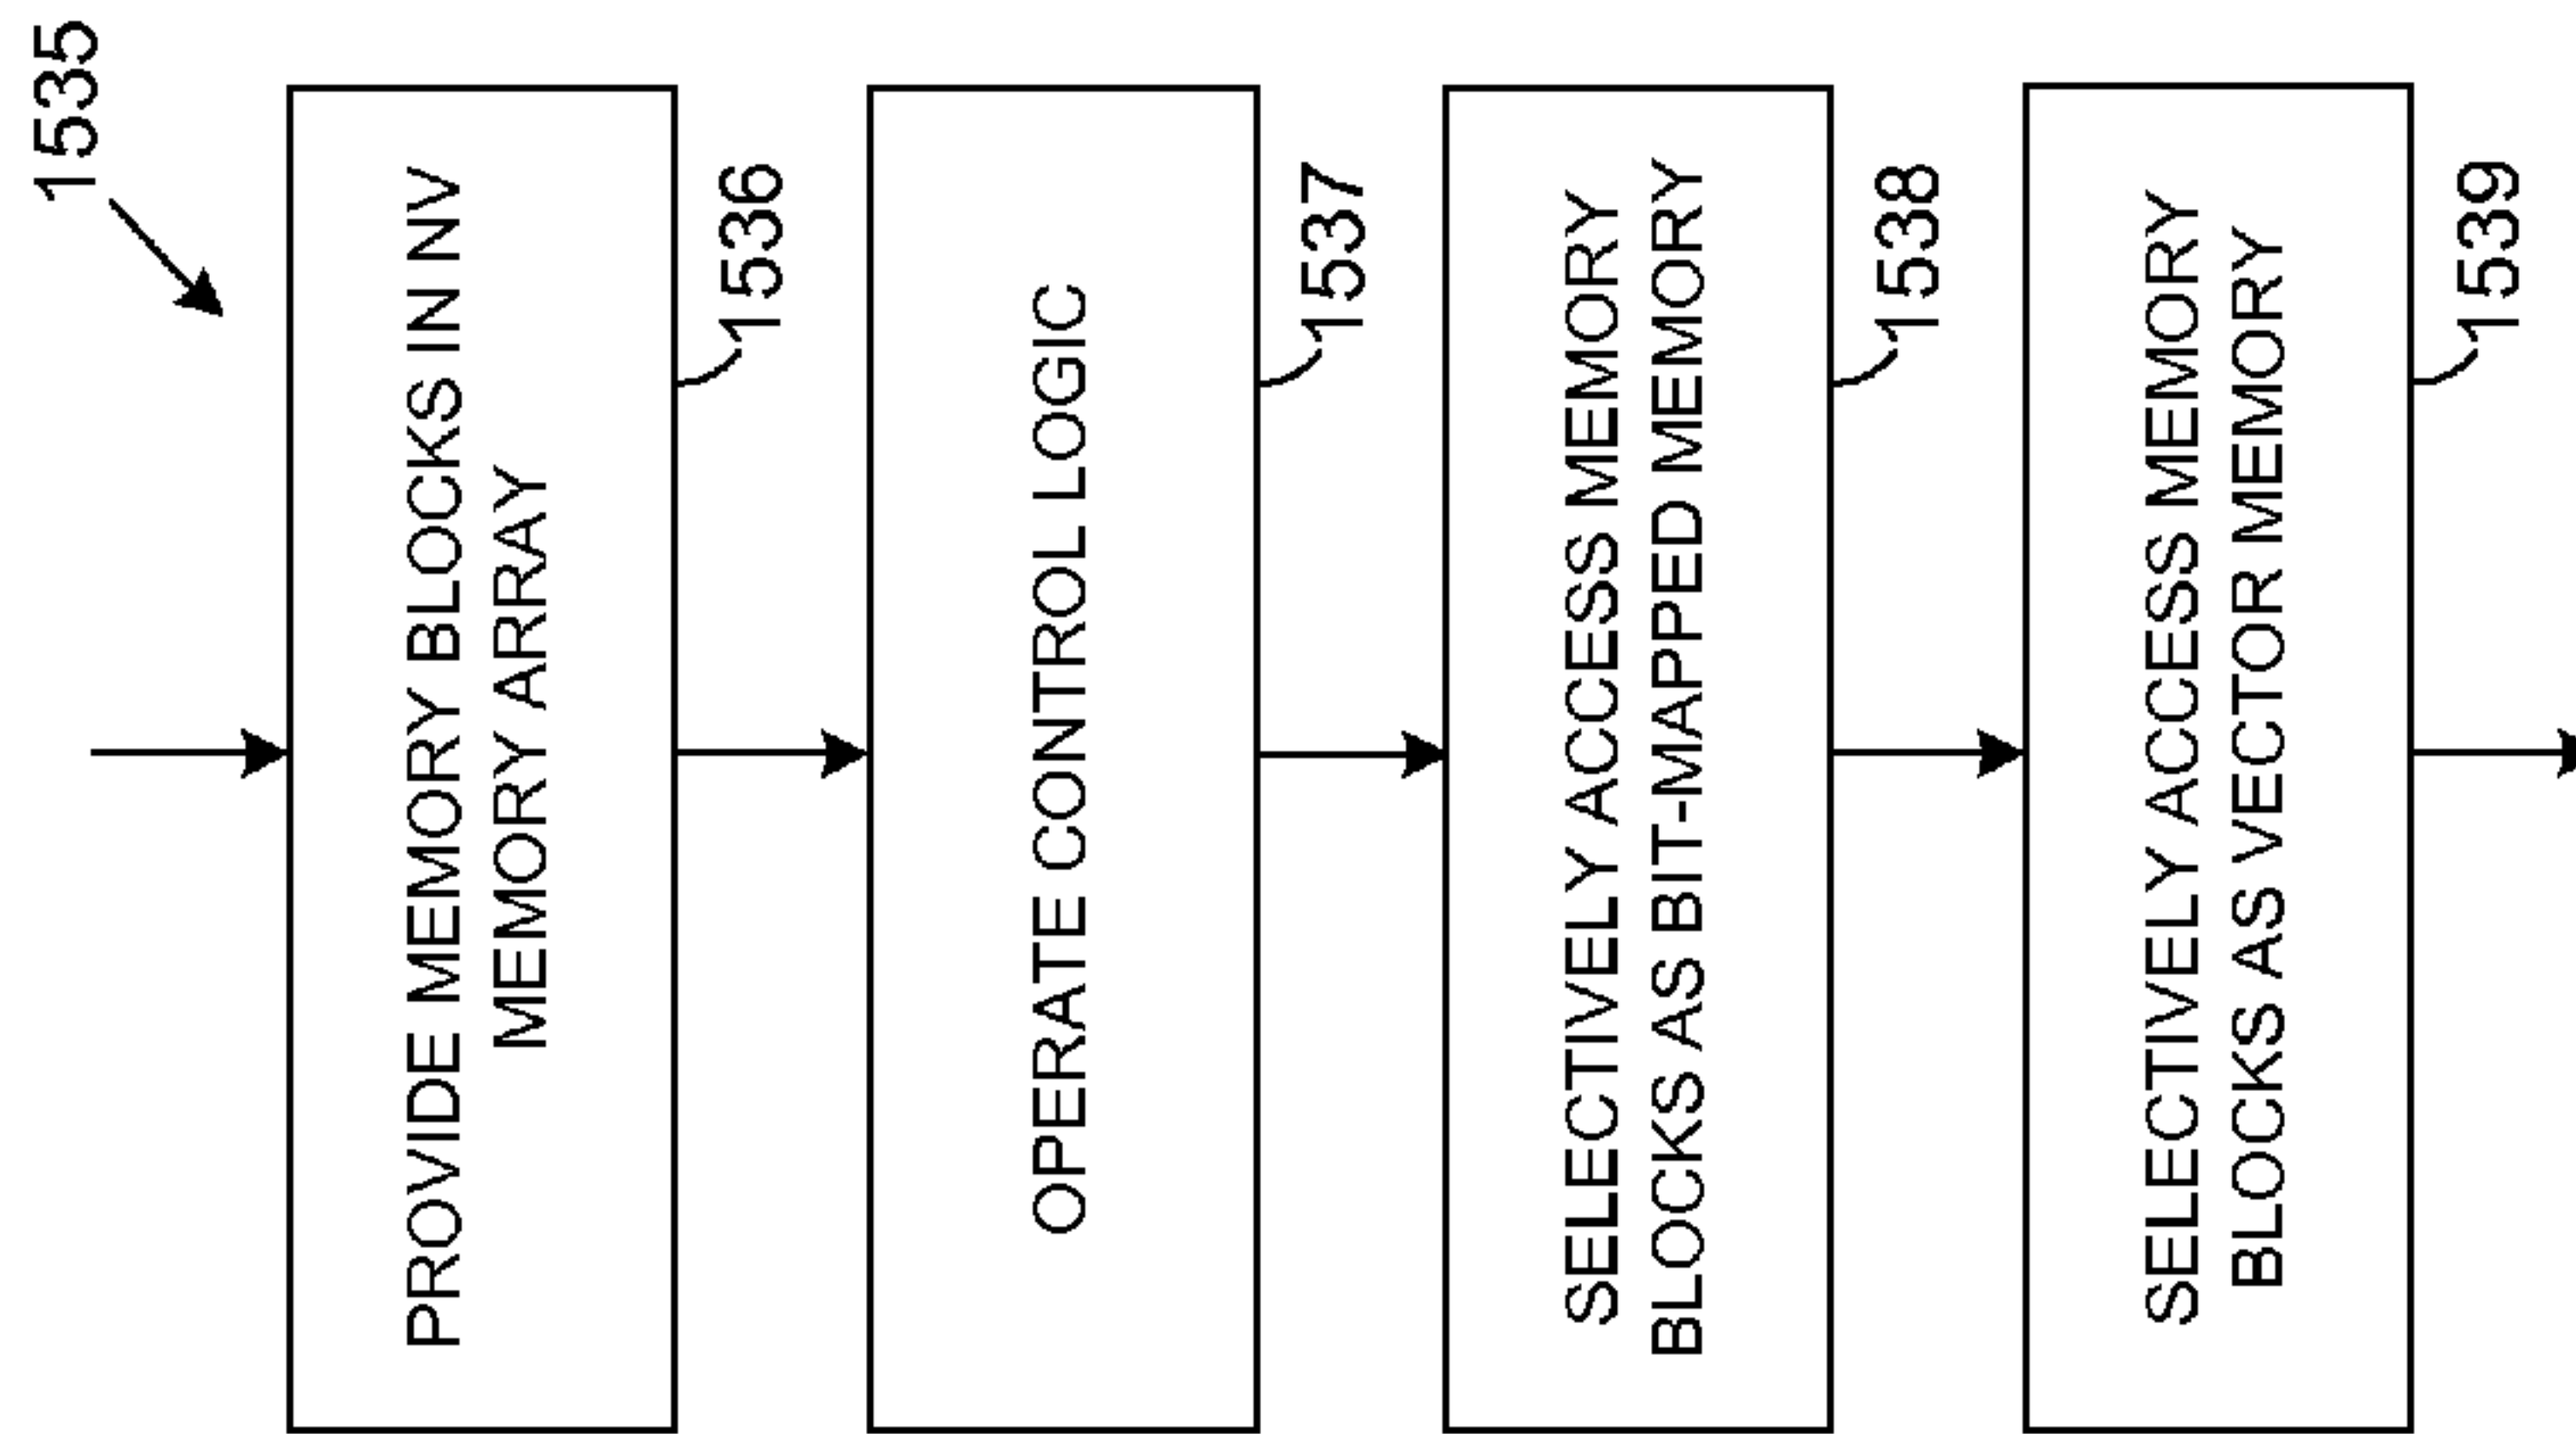 1535
PROVIDE MEMORY BLOCKS IN NV
MEMORY ARRAY
1536
OPERATE CONTROL LOGIC
1537
SELECTIVELY ACCESS MEMORY
BLOCKS AS BIT-MAPPED MEMORY
1538
SELECTIVELY ACCESS MEMORY
BLOCKS AS VECTOR MEMORY
1539